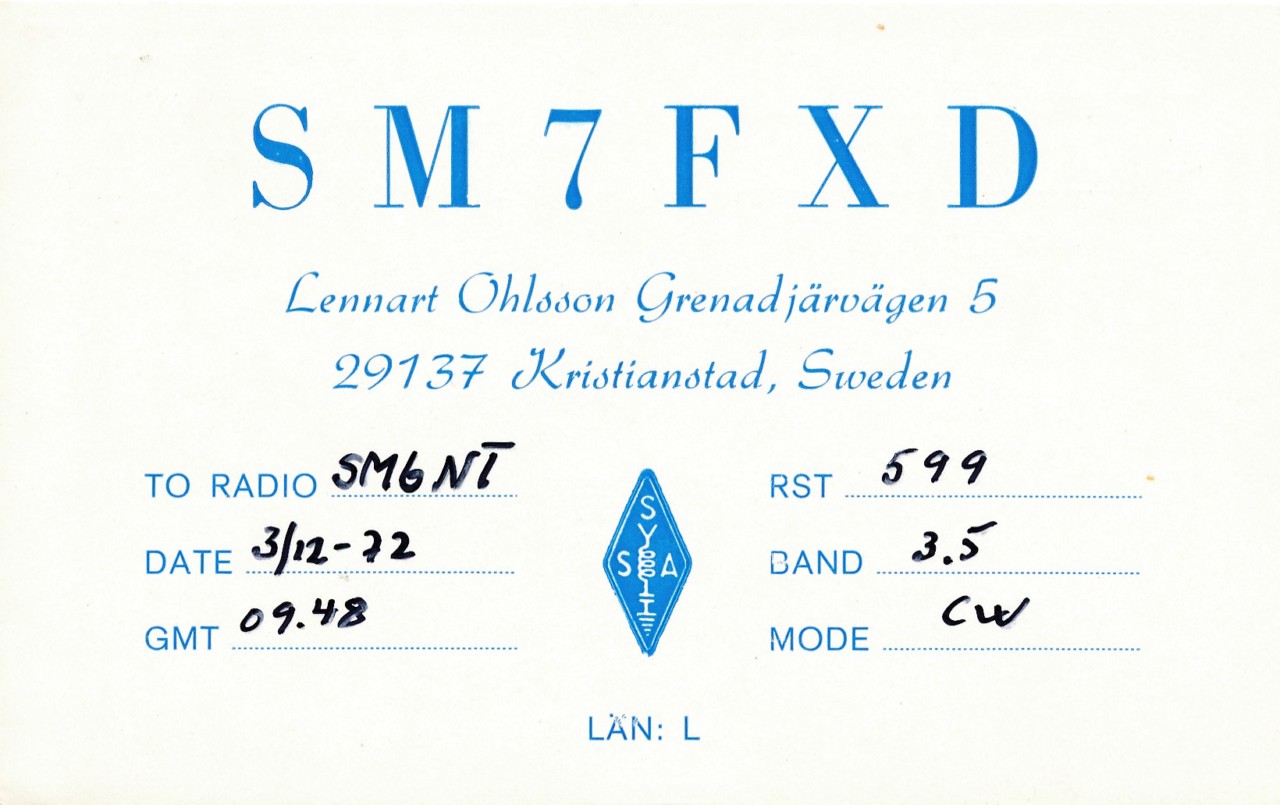 SM7FXD
Lennart Ohlsson Grenadjärvägen 5
29137 Kristianstad, Sweden
TO RADIO SM6NT
DATE 3/12-72
GMT 09.48
SSA
RST 599
BAND 3.5
MODE CW
LÄN: L